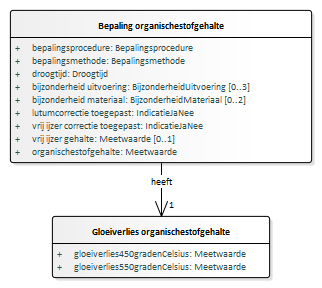 Bepaling organischestofgehalte
+ bepalingsprocedure: Bepalingsprocedure
+ bepalingsmethode: Bepalingsmethode
+ droogtijd: Droogtijd
+ bijzonderheid uitvoering: BijzonderheidUitvoering [0..3]
+ bijzonderheid materiaal: BijzonderheidMateriaal [0..2]
+ lutumcorrectie toegepast: IndicatieJaNee
+ vrij ijzer correctie toegepast: IndicatieJaNee
+ vrij ijzer gehalte: Meetwaarde [0..1]
+ organischestofgehalte: Meetwaarde
heeft
1
Gloeiverlies organischestofgehalte
+ gloeiverlies450gradenCelsius: Meetwaarde
+ gloeiverlies550gradenCelsius: Meetwaarde